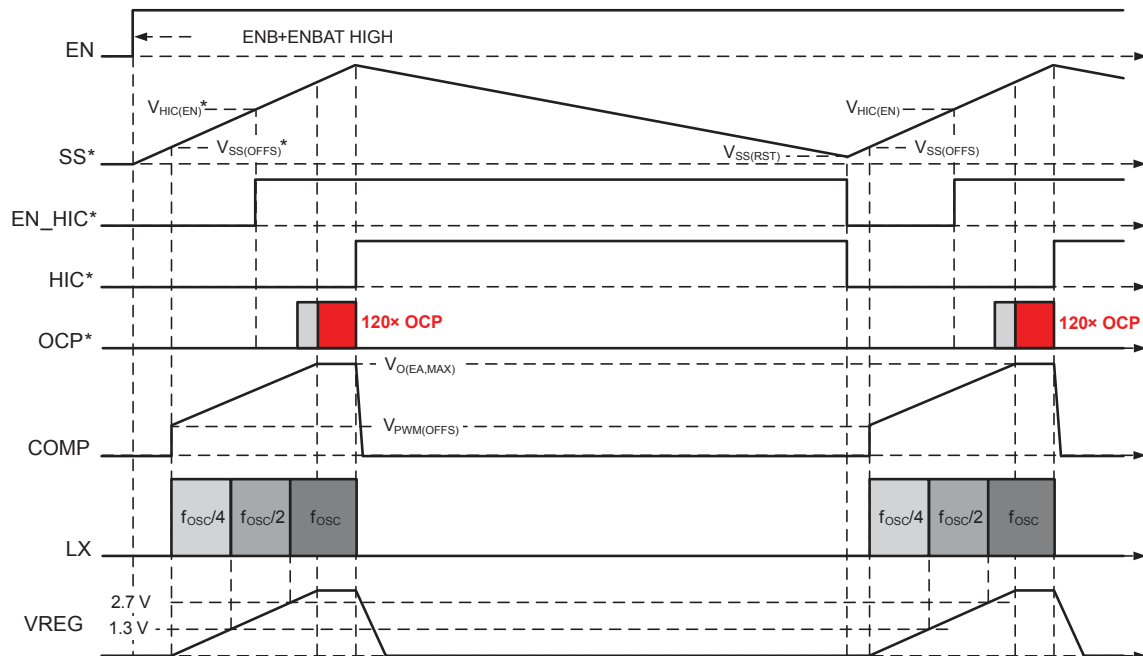 ENB+ENBAT HIGH
EN
VHIC(EN)*
VHIC(EN)
VSS(OFFS)*
VSS(RST)
VSS(OFFS)
SS*
EN_HIC*
HIC*
120× OCP
120× OCP
OCP*
VO(EA,MAX)
VPWM(OFFS)
COMP
fOSC/4 fOSC/2 fOSC
fOSC/4 fOSC/2 fOSC
LX
2.7 V
VREG
1.3 V